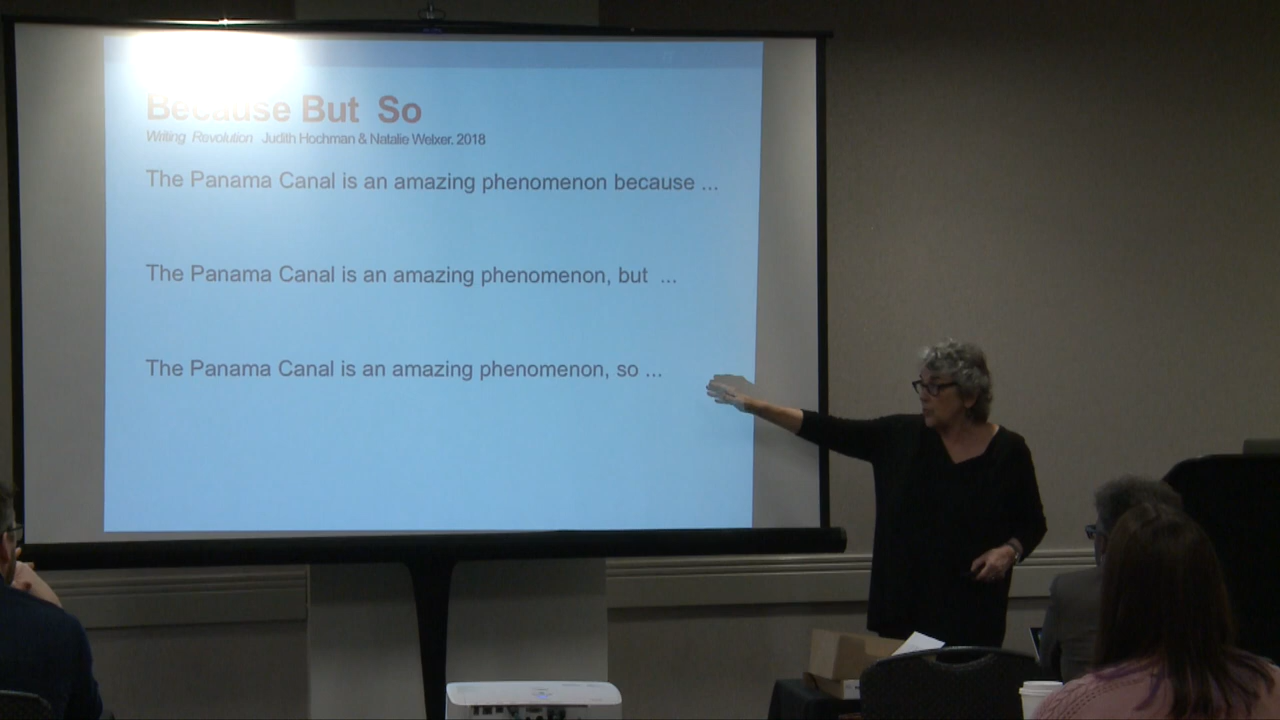 Because But So
Writing Revolution Judith Hochman & Natalie Welxer. 2018
The Panama Canal is an amazing phenomenon because ...
The Panama Canal is an amazing phenomenon, but ...
The Panama Canal is an amazing phenomenon, so ...